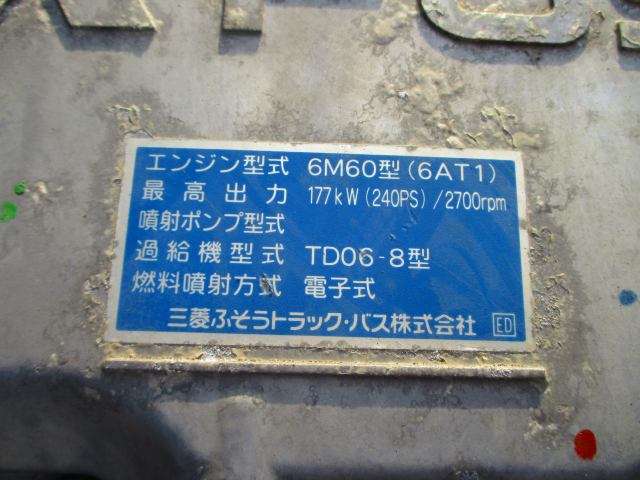 エンジン型式 6M60型(6AT1)
最高出力 177kW(240PS)/2700rpm
噴射ポンプ型式
過給機型式 TD06-8型
燃料噴射方式 電子式
三菱ふそうトラック・バス株式会社 ED